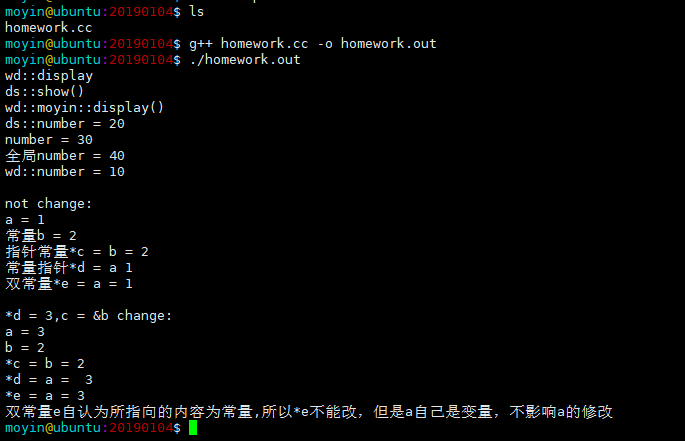 moyin@ubuntu:20190104$ ls
homework.cc
moyin@ubuntu:20190104$ g++ homework.cc -o homework.out
moyin@ubuntu:20190104$ ./homework.out
wd::display
ds::show()
wd::moyin::display()
ds::number = 20
number = 30
全局number = 40
wd::number = 10

not change:
a = 1
常量b = 2
指针常量*c = b = 2
常量指针*d = a 1
双常量*e = a = 1

*d = 3,c = &b change:
a = 3
b = 2
*c = b = 2
*d = a =  3
*e = a = 3
双常量e自认为所指向的内容为常量,所以*e不能改，但是a自己是变量，不影响a的修改
moyin@ubuntu:20190104$